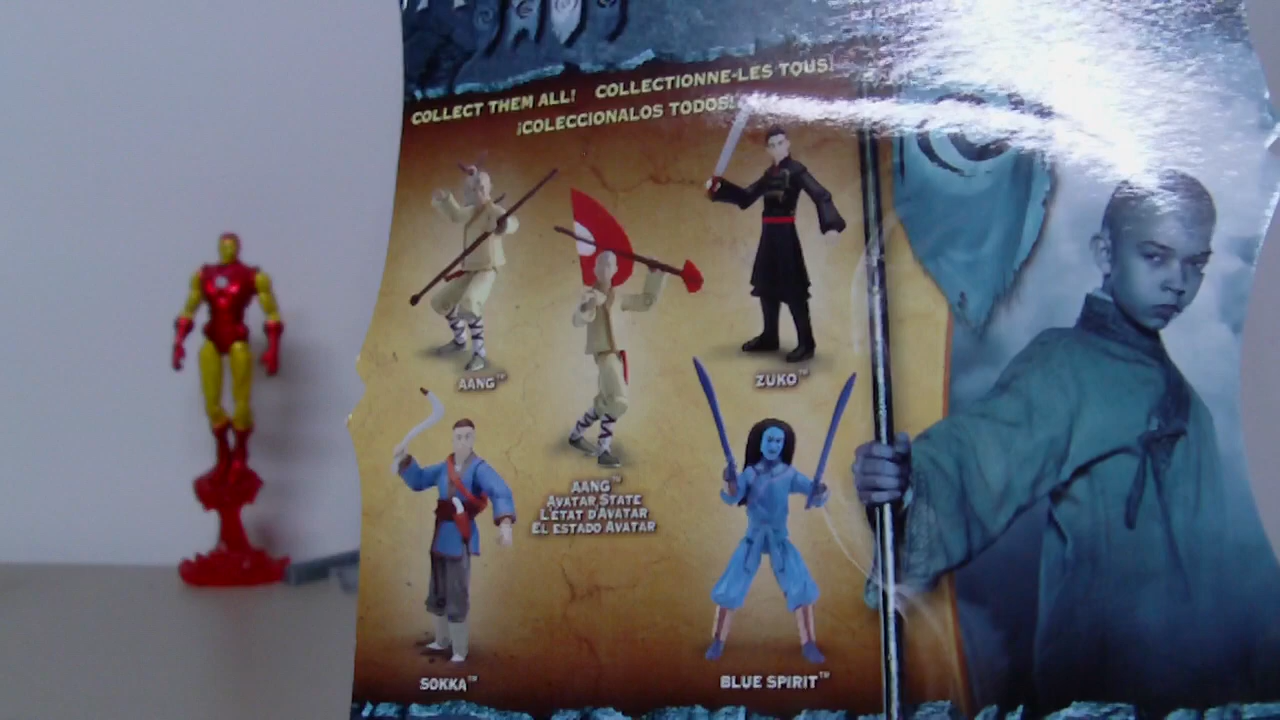 COLLECT THEM ALL! COLLECTIONNE-LES TOUS!
¡COLECCIONALOS TODOS!
AANG™
ZUKO™
AANG™
AVATAR STATE
L'ÉTAT D'AVATAR
EL ESTADO AVATAR
SOKKA™
BLUE SPIRIT™